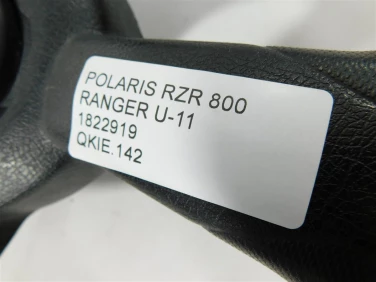 POLARIS RZR 800
RANGER U-11
1822919
QKIE.142